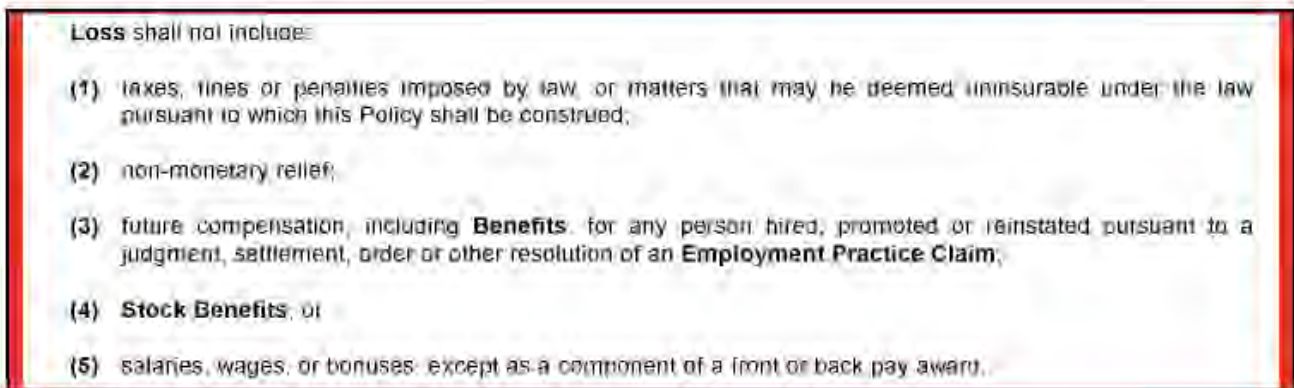 Loss shall not include:
(1) taxes, fines or penalties imposed by law, or matters that may be deemed uninsurable under the law
pursuant to which this Policy shall be construed;
(2) non-monetary relief;
(3) future compensation, including Benefits, for any person hired, promoted or reinstated pursuant to a
judgment, settlement, order or other resolution of an Employment Practice Claim;
(4) Stock Benefits; or
(5) salaries, wages, or bonuses, except as a component of a front or back pay award.